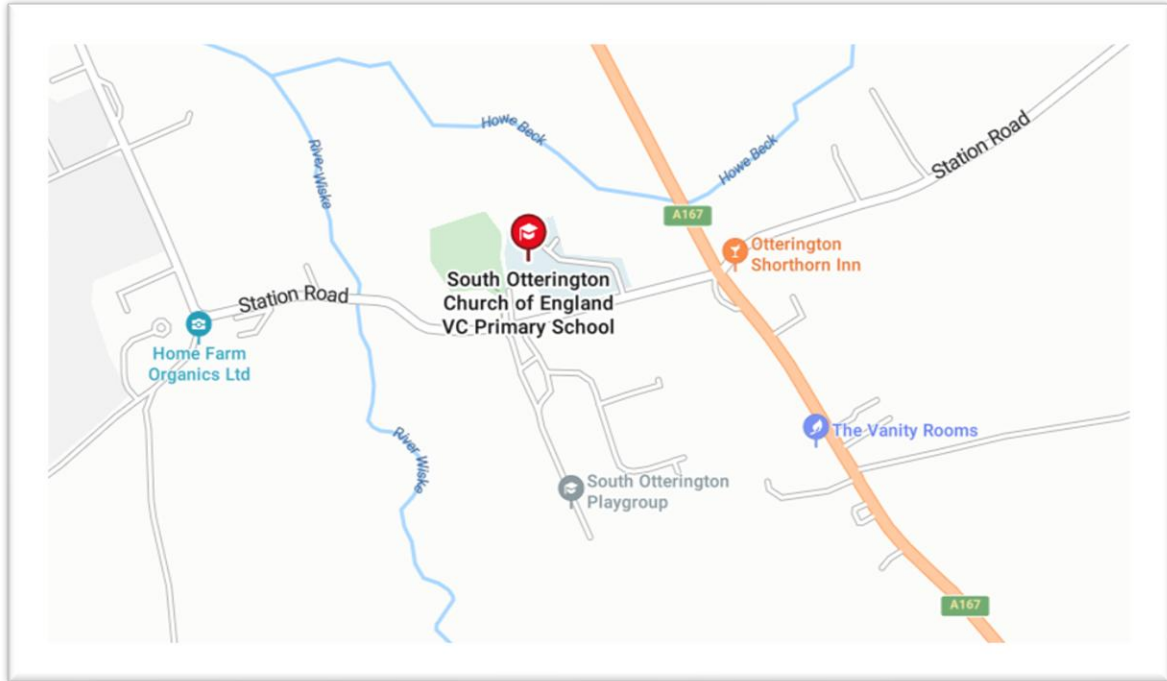 Howe Beck
Station Road
River Wiske
Howe Beck
A167
Otterington
Shorthorn Inn
South Otterington
Church of England
VC Primary School
Station Road
Home Farm
Organics Ltd
The Vanity Rooms
River Wiske
South Otterington
Playgroup
A167